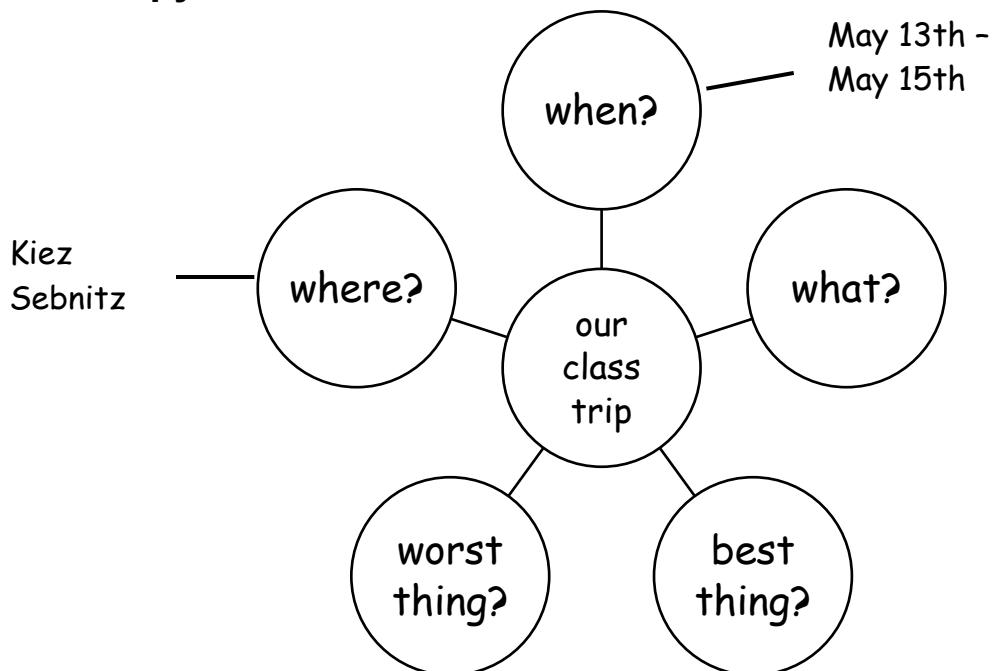 May 13th –
May 15th
when?
Kiez
Sebnitz
where?
what?
our
class
trip
worst
thing?
best
thing?